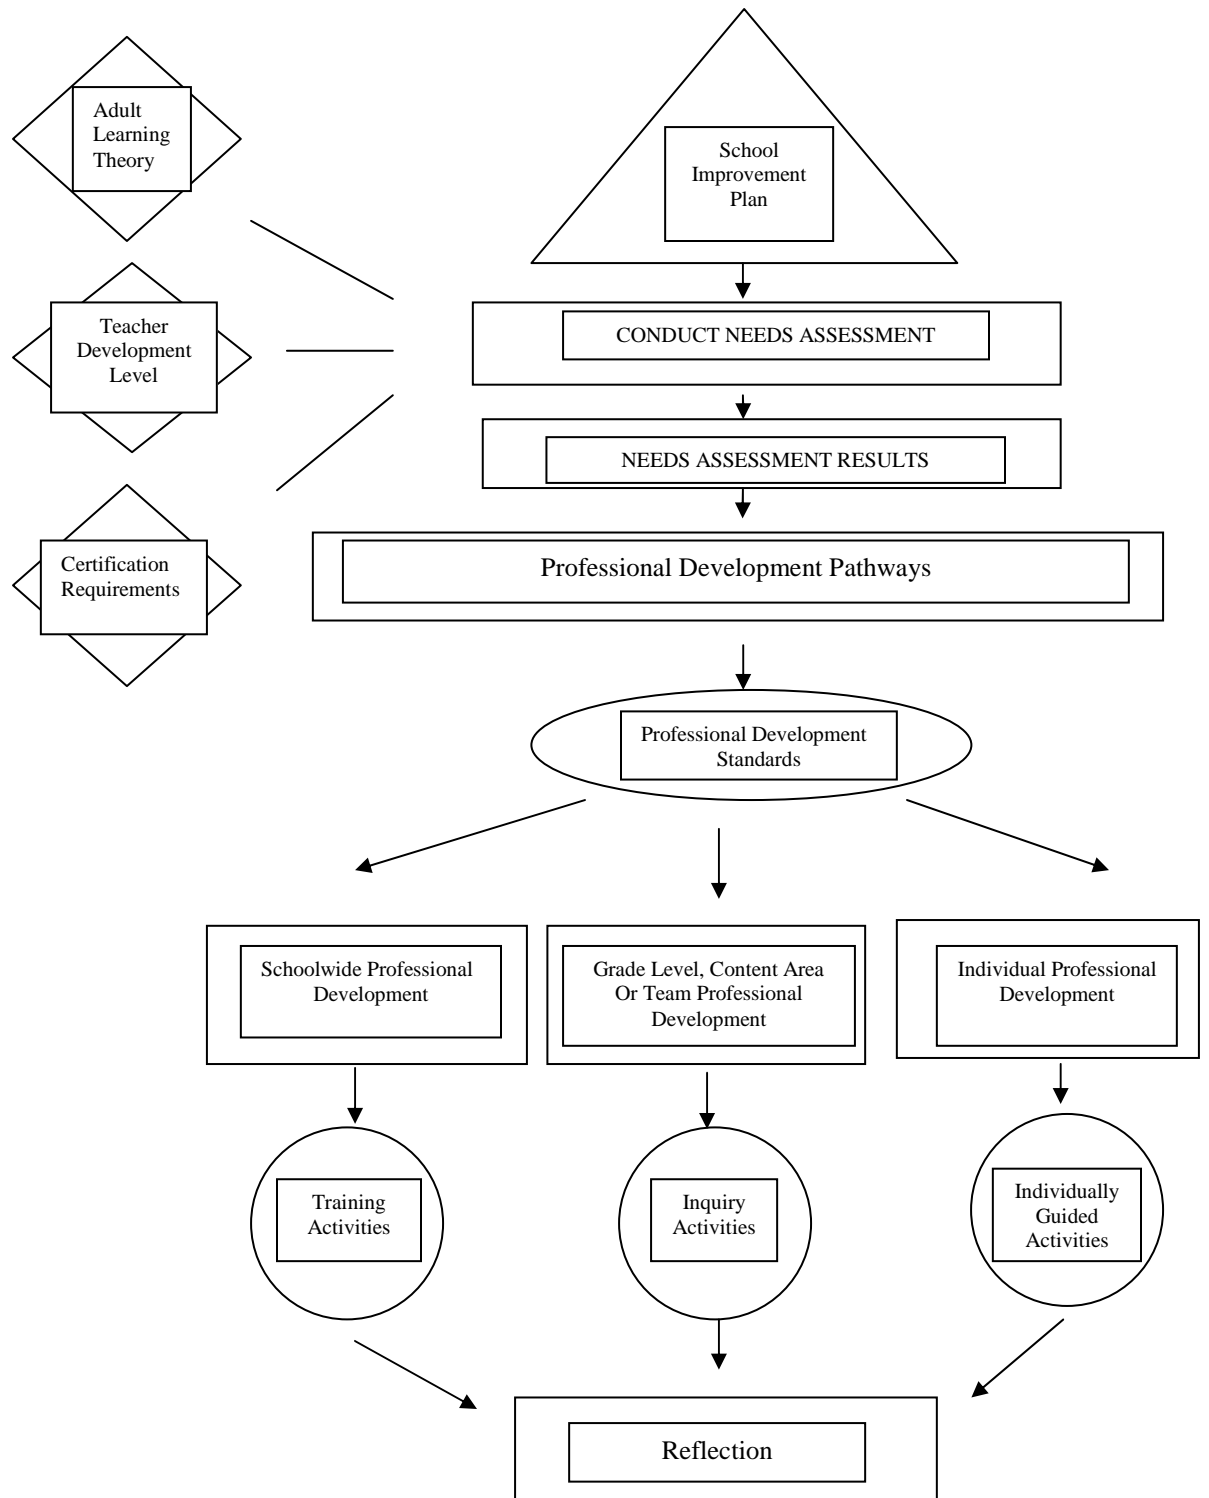 Adult
Learning
Theory
School
Improvement
Plan
Teacher
Development
Level
CONDUCT NEEDS ASSESSMENT
NEEDS ASSESSMENT RESULTS
Certification
Requirements
Professional Development Pathways
Professional Development
Standards
Schoolwide Professional
Development
Grade Level, Content Area
Or Team Professional
Development
Individual Professional
Development
Training
Activities
Inquiry
Activities
Individually
Guided
Activities
Reflection